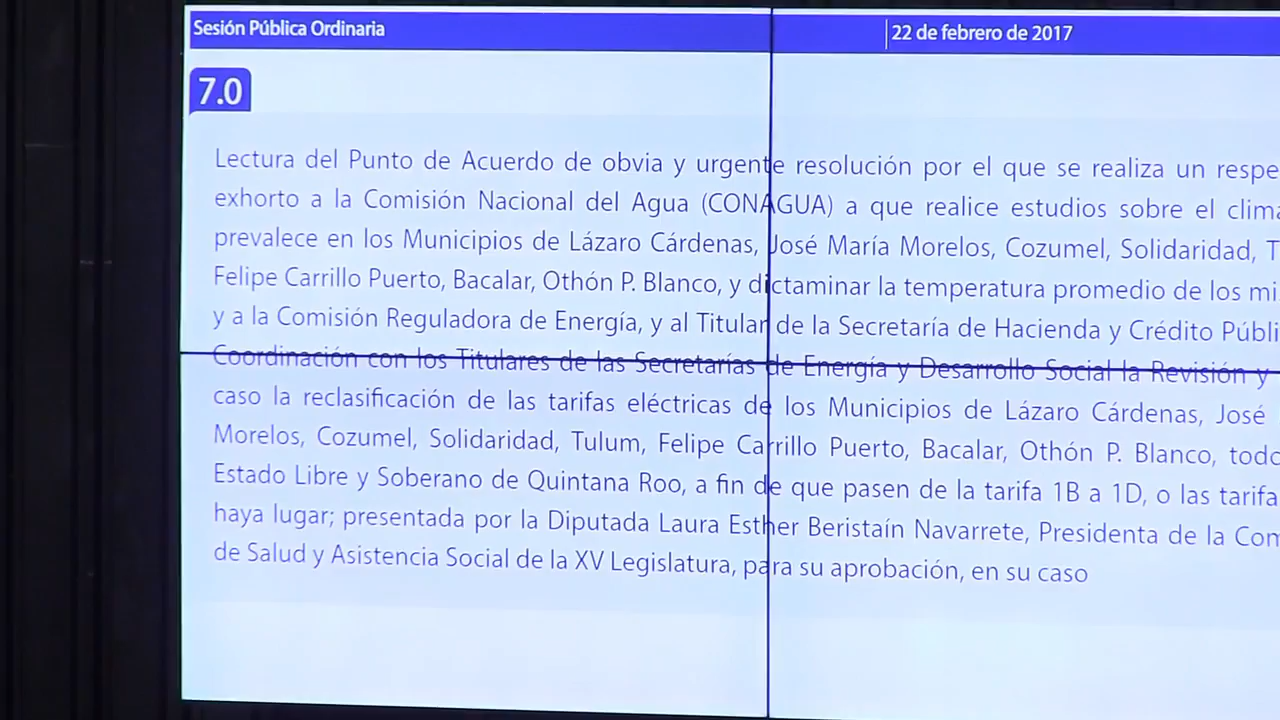 Sesión Pública Ordinaria
22 de febrero de 2017
7.0
Lectura del Punto de Acuerdo de obvia y urgente resolución por el que se realiza un
exhorto a la Comisión Nacional del Agua (CONAGUA) a que realice estudios sobre el
prevalece en los Municipios de Lázaro Cárdenas, José María Morelos, Cozumel, Solidaridad,
Felipe Carrillo Puerto, Bacalar, Othón P. Blanco, y dictaminar la temperatura promedio de los
y a la Comisión Reguladora de Energía, y al Titular de la Secretaría de Hacienda y Crédito
Coordinación con los Titulares de las Secretarías de Energía y Desarrollo Social la Revisión y
caso la reclasificación de las tarifas eléctricas de los Municipios de Lázaro Cárdenas, José
Morelos, Cozumel, Solidaridad, Tulum, Felipe Carrillo Puerto, Bacalar, Othón P. Blanco,
Estado Libre y Soberano de Quintana Roo, a fin de que pasen de la tarifa 1B a 1D, o las
haya lugar; presentada por la Diputada Laura Esther Beristaín Navarrete, Presidenta de la
de Salud y Asistencia Social de la XV Legislatura, para su aprobación, en su caso